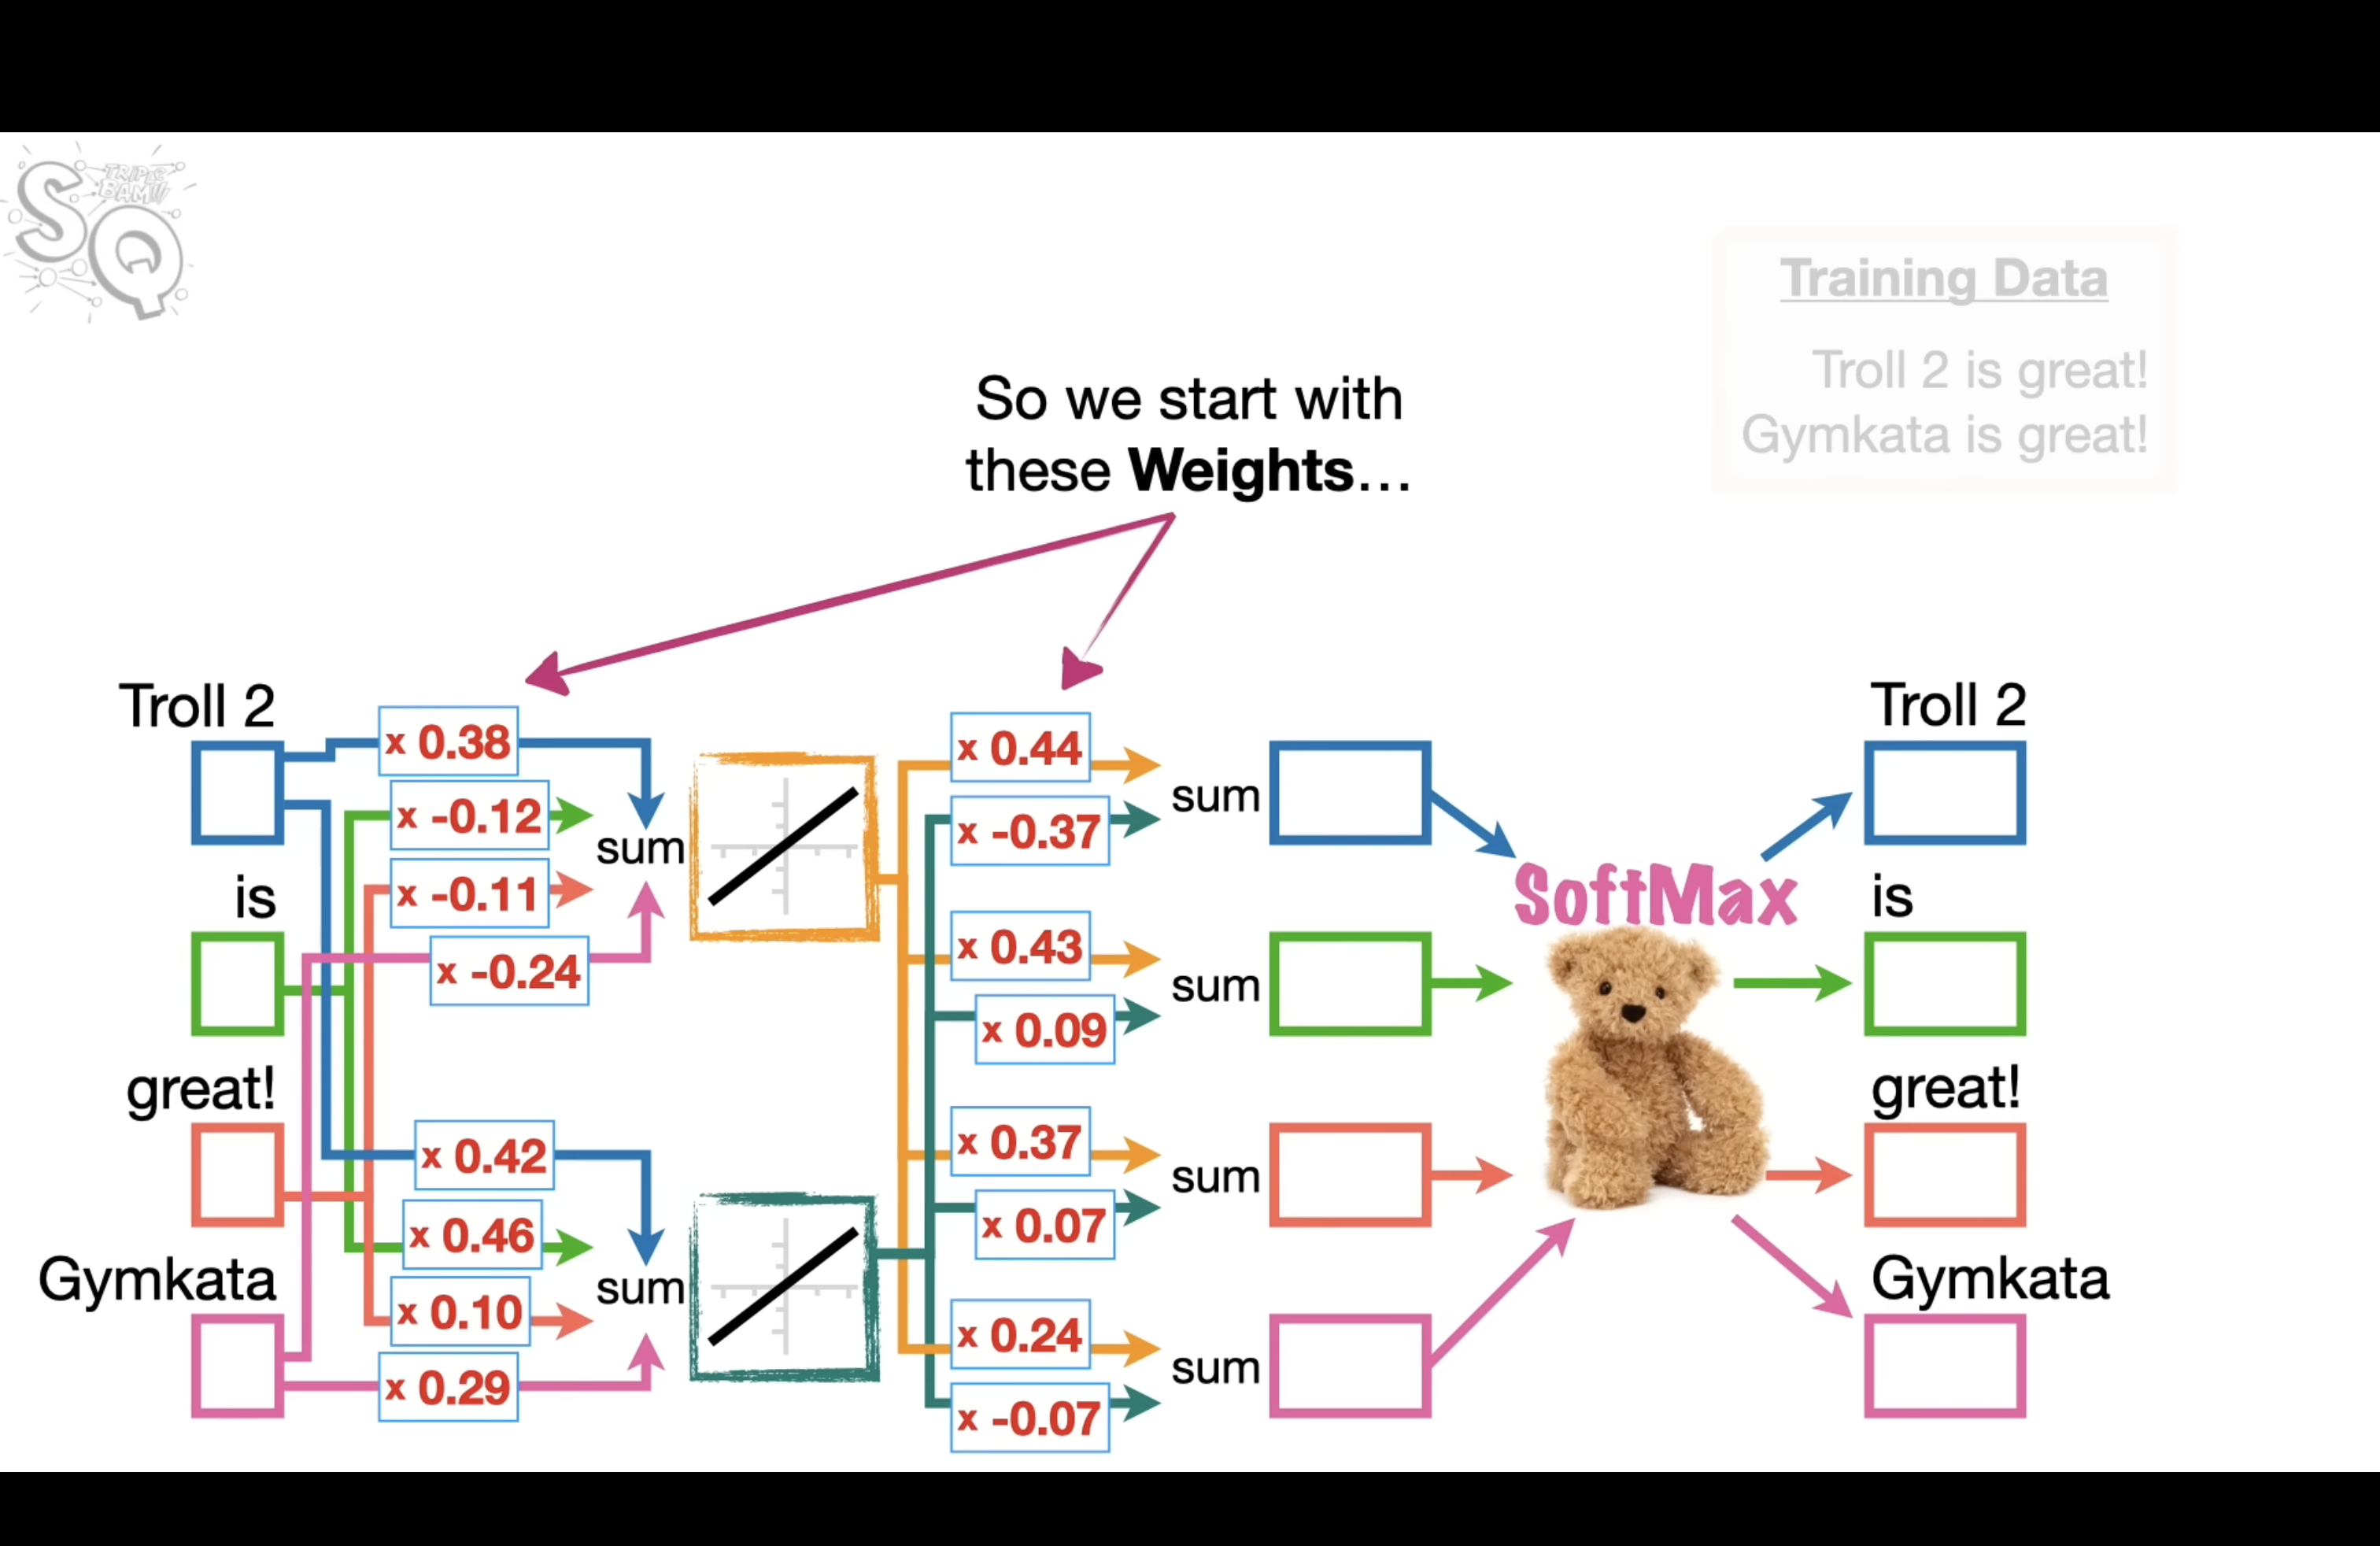 SQ
TRIPLE
BAM!!!
Training Data
Troll 2 is great!
Gymkata is great!
So we start with
these Weights...
Troll 2
is
great!
Gymkata
x 0.38
x -0.12
x -0.11
x -0.24
sum
x 0.42
x 0.46
x 0.10
x 0.29
sum
x 0.44
x -0.37
sum
x 0.43
x 0.09
sum
x 0.37
x 0.07
sum
x 0.24
x -0.07
sum
SoftMax
Troll 2
is
great!
Gymkata